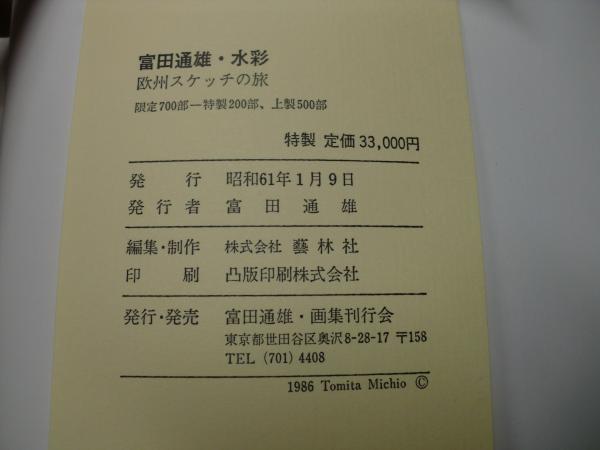 富田通雄・水彩
欧州スケッチの旅
限定700部―特製200部、上製500部
特製 定価33,000円
発行 昭和61年1月9日
発行者 富田通雄
編集・制作 株式会社 藝林社
印刷 凸版印刷株式会社
発行・発売 富田通雄・画集刊行会
東京都世田谷区奥沢8-28-17 〒158
TEL (701) 4408
1986 Tomita Michio ©